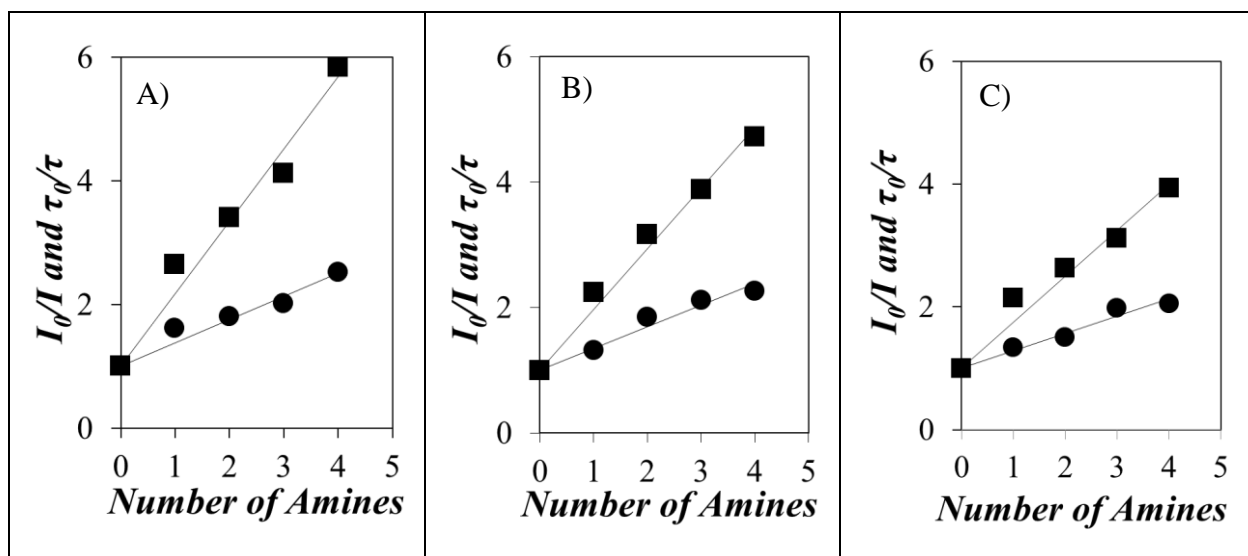 A)
I₀/I and τ₀/τ
6
4
2
0
0 1 2 3 4 5
Number of Amines
B)
I₀/I and τ₀/τ
6
4
2
0
0 1 2 3 4 5
Number of Amines
C)
I₀/I and τ₀/τ
6
4
2
0
0 1 2 3 4 5
Number of Amines